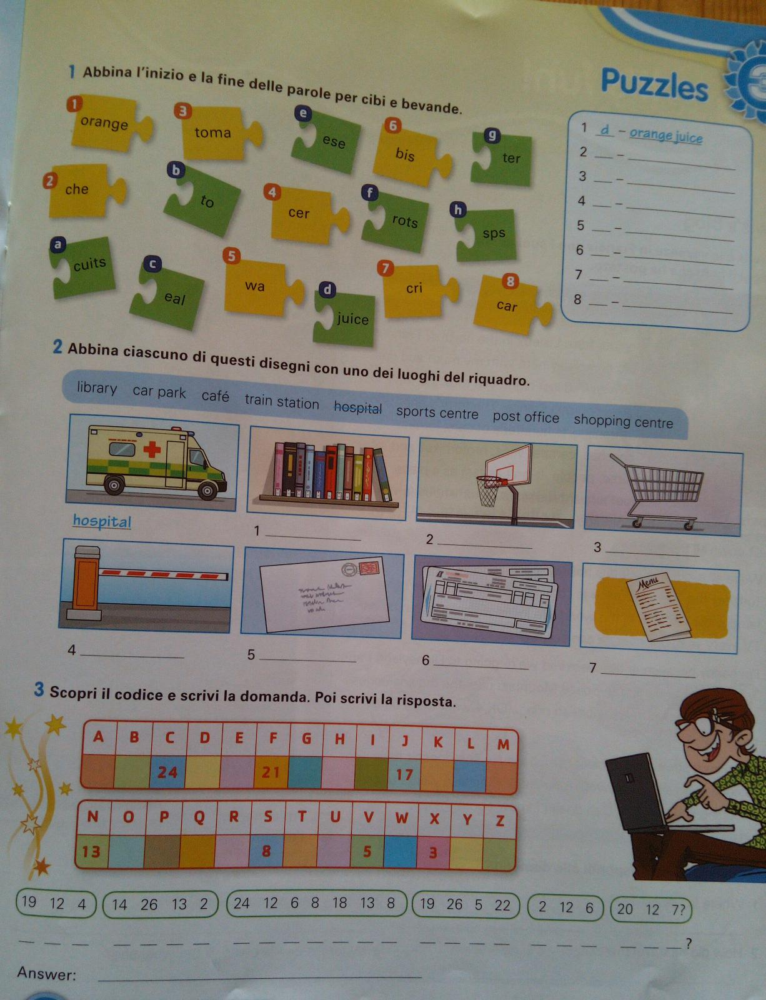 Puzzles
1 Abbina l'inizio e la fine delle parole per cibi e bevande.
1 orange
3 toma
e ese
6 bis
g ter
2 che
b to
4 cer
f rots
h sps
a cuits
c eal
5 wa
d juice
7 cri
8 car
1 d – orange juice
2 ___ – ___
3 ___ – ___
4 ___ – ___
5 ___ – ___
6 ___ – ___
7 ___ – ___
8 ___ – ___
2 Abbina ciascuno di questi disegni con uno dei luoghi del riquadro.
library car park café train station hospital sports centre post office shopping centre
hospital
1 ___
2 ___
3 ___
Menu
4 ___
5 ___
6 ___
7 ___
3 Scopri il codice e scrivi la domanda. Poi scrivi la risposta.
A B C D E F G H I J K L M
24 21 17
N O P Q R S T U V W X Y Z
13 8 5 3
19 12 4 14 26 13 2 24 12 6 8 18 13 8 19 26 5 22 2 12 6 20 12 7?
?
Answer: ___